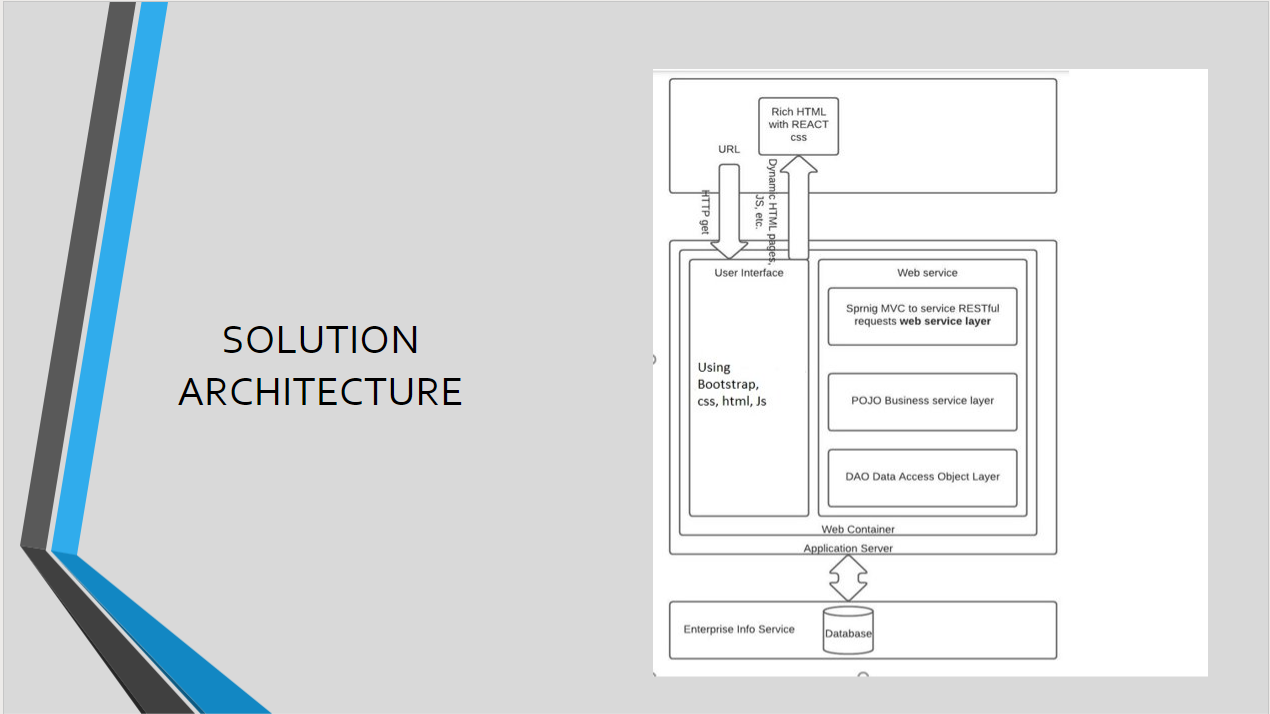 SOLUTION
ARCHITECTURE
Rich HTML
with REACT
css
URL
HTTP get
Dynamic HTML pages,
JS, etc.
User Interface
Using
Bootstrap,
css, html, Js
Web service
Sprnig MVC to service RESTful
requests web service layer
POJO Business service layer
DAO Data Access Object Layer
Web Container
Application Server
Enterprise Info Service
Database